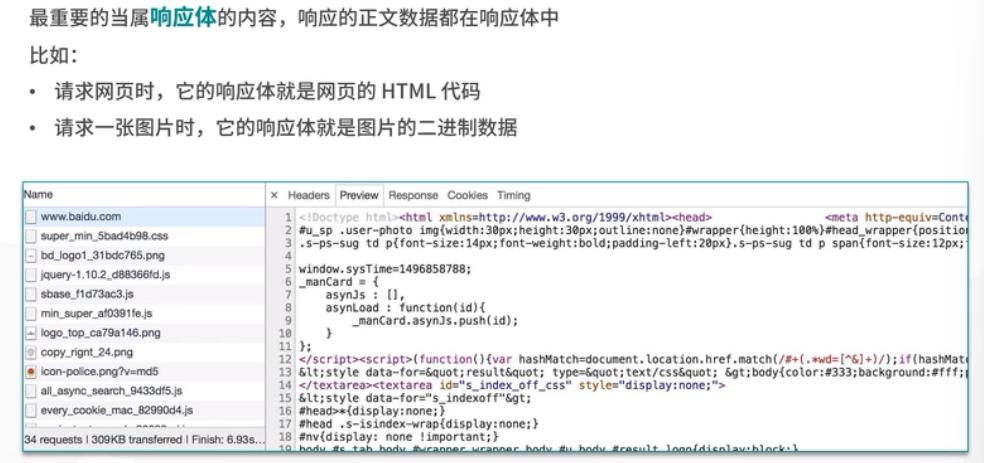 最重要的当属响应体的内容，响应的正文数据都在响应体中
比如：
• 请求网页时，它的响应体就是网页的 HTML 代码
• 请求一张图片时，它的响应体就是图片的二进制数据
Name
www.baidu.com
super_min_5bad4b98.css
bd_logo1_31bdc765.png
jquery-1.10.2_d88366fd.js
sbase_f1d73ac3.js
min_super_af0391fe.js
logo_top_ca79a146.png
copy_rignt_24.png
icon-police.png?v=md5
all_async_search_9433df5.js
every_cookie_mac_82990d4.js
34 requests | 309KB transferred | Finish: 6.93s...
× Headers Preview Response Cookies Timing
1 <!Doctype html><html xmlns=http://www.w3.org/1999/xhtml><head> <meta http-equiv=Conte
2 #u_sp .user-photo img{width:30px;height:30px;outline:none}#wrapper{height:100%}#head_wrapper{position
3 .s-ps-sug td p{font-size:14px;font-weight:bold;padding-left:20px}.s-ps-sug td p span{font-size:12px;
4
5 window.sysTime=1496858788;
6 _manCard = {
7 asynJs : [],
8 asynLoad : function(id){
9 _manCard.asynJs.push(id);
10 }
11 };
12 </script><script>(function(){var hashMatch=document.location.href.match(/#+(.*wd=[^&]+)/);if(hashMatc
13 &lt;style data-for=&quot;result&quot; type=&quot;text/css&quot; &gt;body{color:#333;background:#fff;p
14 </textarea><textarea id="s_index_off_css" style="display:none;">
15 &lt;style data-for="s_indexoff"&gt;
16 #head>*{display:none;}
17 #head .s-isindex-wrap{display:none;}
18 #nv{display: none !important;}
19 body #s_tab,body #wrapper_wrapper,body #u,body #result_logo{display:block;}